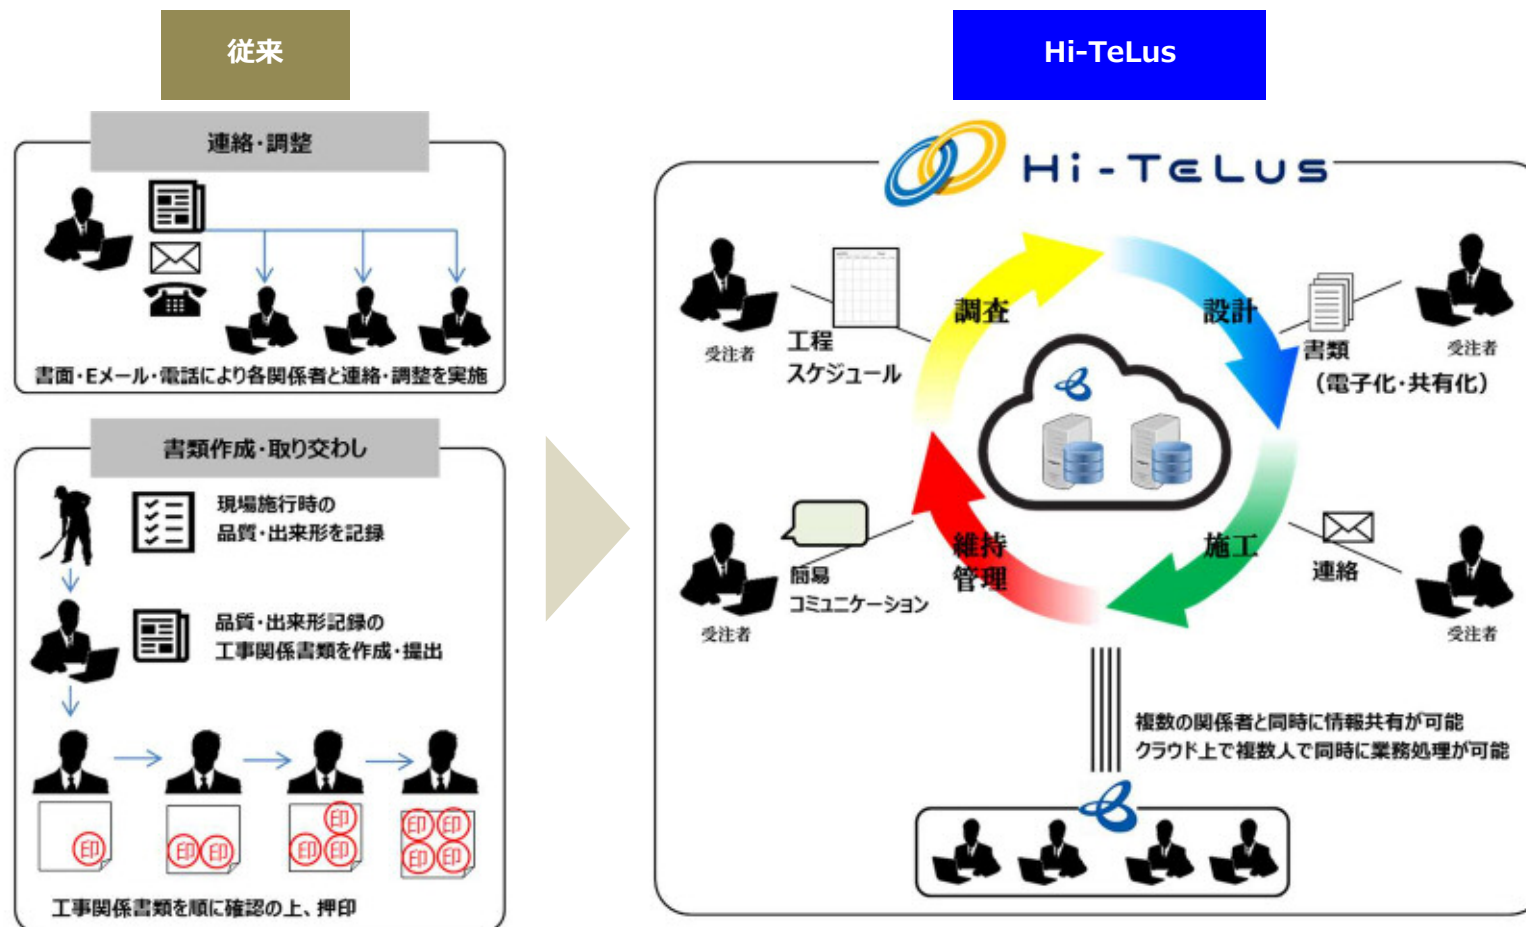 従来
連絡・調整
書面・Eメール・電話により各関係者と連絡・調整を実施
書類作成・取り交わし
現場施行時の
品質・出来形を記録
品質・出来形記録の
工事関係書類を作成・提出
印
印印
印
印印
印印
印印
工事関係書類を順に確認の上、押印
Hi-TeLus
Hi-TeLus
調査
設計
施工
維持
管理
受注者
工程
スケジュール
書類
（電子化・共有化）
受注者
受注者
簡易
コミュニケーション
連絡
受注者
複数の関係者と同時に情報共有が可能
クラウド上で複数人で同時に業務処理が可能